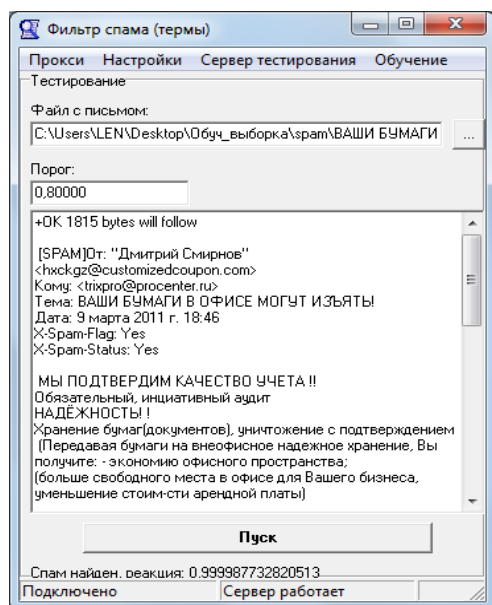 Фильтр спама (термы)
Прокси Настройки Сервер тестирования Обучение
Тестирование
Файл с письмом:
C:\Users\LEN\Desktop\Обуч_выборка\spam\ВАШИ БУМАГИ ...
Порог:
0,80000
+OK 1815 bytes will follow
[SPAM]От: "Дмитрий Смирнов"
<hxckgz@customizedcoupon.com>
Кому: <trixpro@procenter.ru>
Тема: ВАШИ БУМАГИ В ОФИСЕ МОГУТ ИЗЪЯТЬ!
Дата: 9 марта 2011 г. 18:46
X-Spam-Flag: Yes
X-Spam-Status: Yes
МЫ ПОДТВЕРДИМ КАЧЕСТВО УЧЕТА !!
Обязательный, инциативный аудит
НАДЁЖНОСТЬ! !
Хранение бумаг(документов), уничтожение с подтверждением
(Передавая бумаги на внеофисное надежное хранение, Вы
получите: - экономию офисного пространства;
(больше свободного места в офисе для Вашего бизнеса,
уменьшение стоим-сти арендной платы)
Пуск
Спам найден, реакция: 0.999987732820513
Подключено Сервер работает